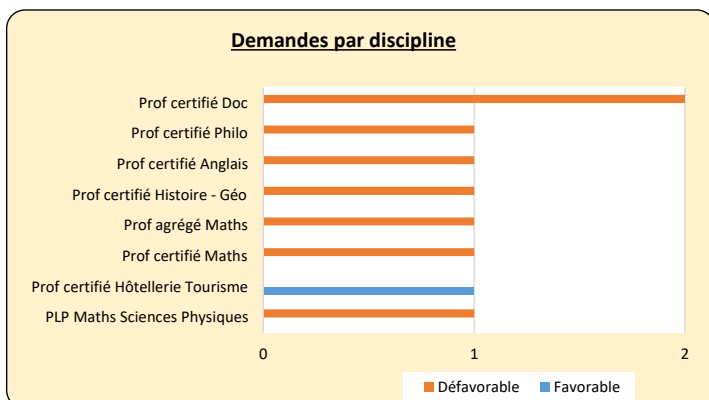 Demandes par discipline
Prof certifié Doc
Prof certifié Philo
Prof certifié Anglais
Prof certifié Histoire - Géo
Prof agrégé Maths
Prof certifié Maths
Prof certifié Hôtellerie Tourisme
PLP Maths Sciences Physiques
0 1 2
Défavorable Favorable